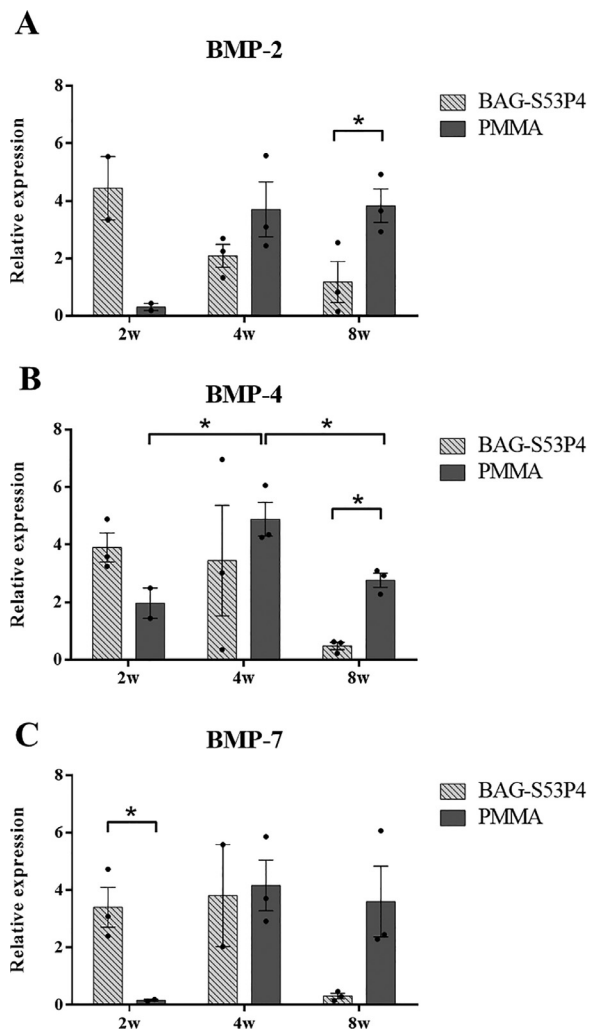 A
BMP-2
Relative expression
8
6
4
2
0
*
2w 4w 8w
BAG-S53P4
PMMA
B
BMP-4
Relative expression
8
6
4
2
0
* *
*
2w 4w 8w
BAG-S53P4
PMMA
C
BMP-7
Relative expression
8
6
4
2
0
*
2w 4w 8w
BAG-S53P4
PMMA